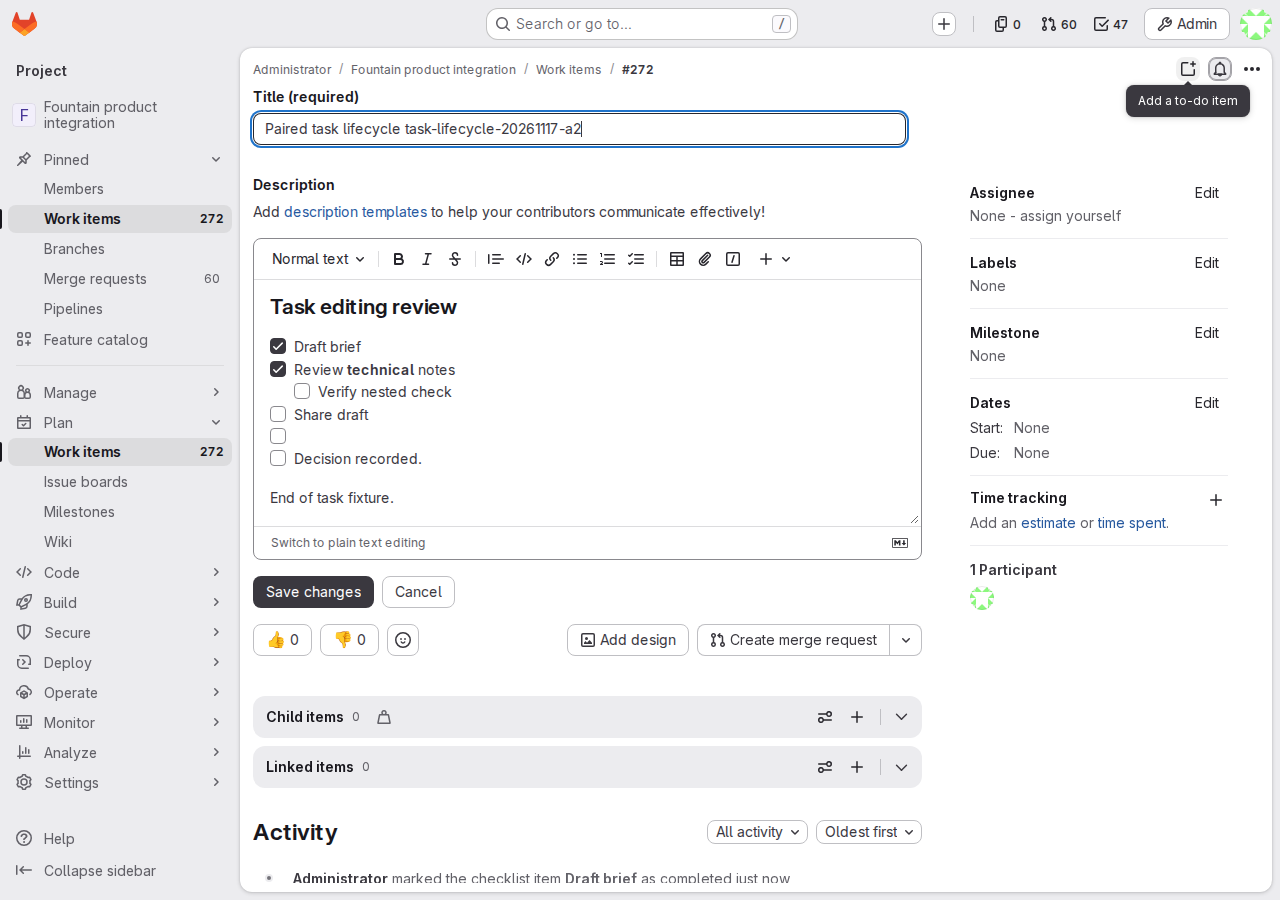 Search or go to...
/
0
60
47
Admin
Project
F
Fountain product integration
Pinned
Members
Work items
272
Branches
Merge requests
60
Pipelines
Feature catalog
Manage
Plan
Work items
272
Issue boards
Milestones
Wiki
Code
Build
Secure
Deploy
Operate
Monitor
Analyze
Settings
Help
Collapse sidebar
Administrator / Fountain product integration / Work items / #272
Add a to-do item
Title (required)
Paired task lifecycle task-lifecycle-20261117-a2
Description
Add description templates to help your contributors communicate effectively!
Normal text
Task editing review
Draft brief
Review technical notes
Verify nested check
Share draft
Decision recorded.
End of task fixture.
Switch to plain text editing
Save changes
Cancel
👍 0
👎 0
Add design
Create merge request
Child items 0
Linked items 0
Activity
All activity
Oldest first
Administrator marked the checklist item Draft brief as completed just now
Assignee
Edit
None - assign yourself
Labels
Edit
None
Milestone
Edit
None
Dates
Edit
Start: None
Due: None
Time tracking
Add an estimate or time spent.
1 Participant